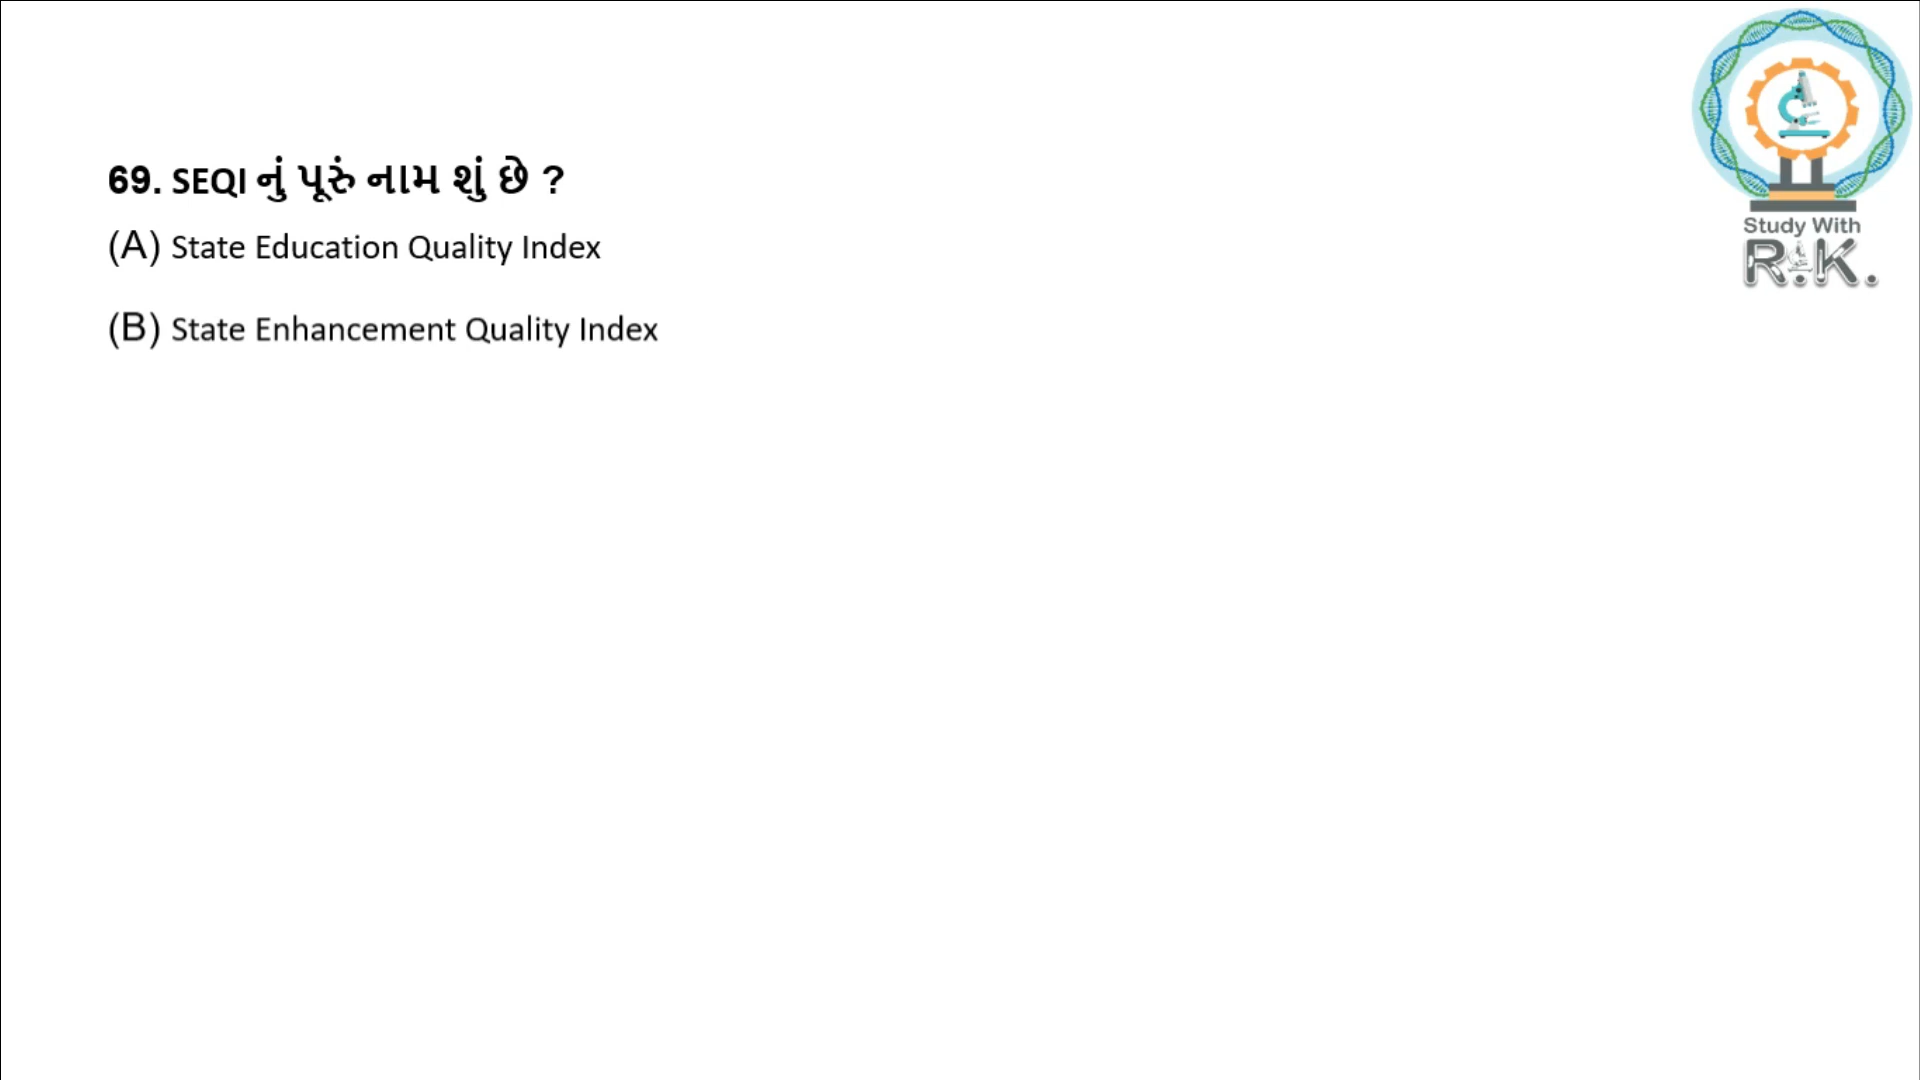 69. SEQI નું પૂરું નામ શું છે ?
(A) State Education Quality Index
(B) State Enhancement Quality Index
Study With
R.K.